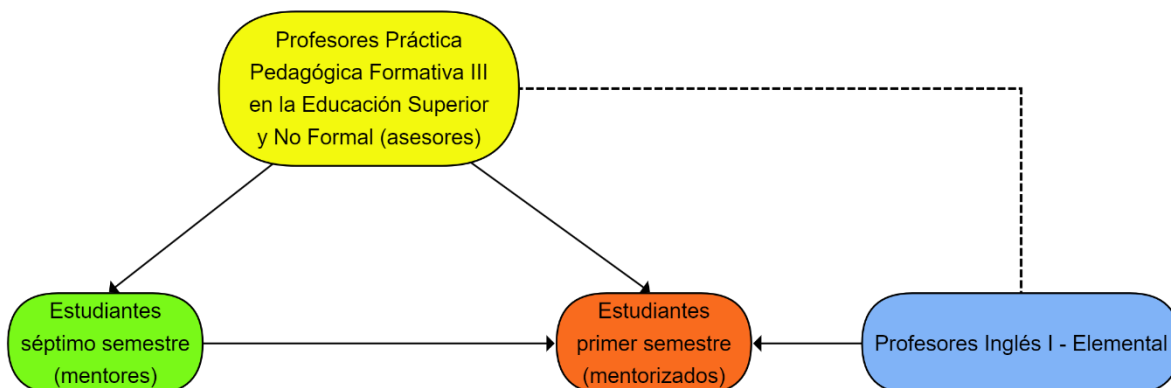 Profesores Práctica
Pedagógica Formativa III
en la Educación Superior
y No Formal (asesores)
Estudiantes
séptimo semestre
(mentores)
Estudiantes
primer semestre
(mentorizados)
Profesores Inglés I - Elemental